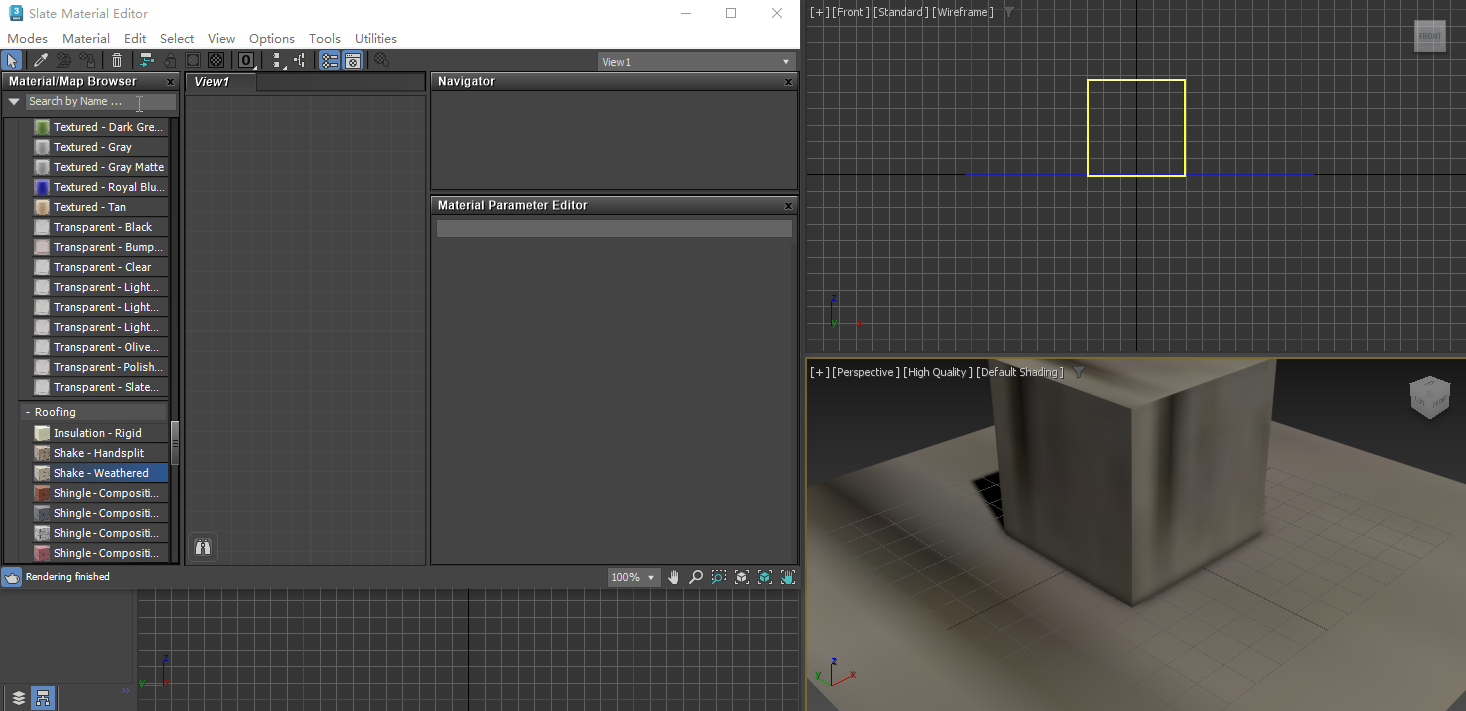 Slate Material Editor
Modes Material Edit Select View Options Tools Utilities
View1
Material/Map Browser
Search by Name ...
Textured - Dark Gre...
Textured - Gray
Textured - Gray Matte
Textured - Royal Blu...
Textured - Tan
Transparent - Black
Transparent - Bump...
Transparent - Clear
Transparent - Light...
Transparent - Light...
Transparent - Light...
Transparent - Olive...
Transparent - Polish...
Transparent - Slate...
- Roofing
Insulation - Rigid
Shake - Handsplit
Shake - Weathered
Shingle - Compositi...
Shingle - Compositi...
Shingle - Compositi...
Shingle - Compositi...
View1
Navigator
Material Parameter Editor
Rendering finished
100%
z
y x
[+] [Front ] [Standard ] [Wireframe ]
FRONT
z
y x
[+] [Perspective ] [High Quality ] [Default Shading ]
z
y x